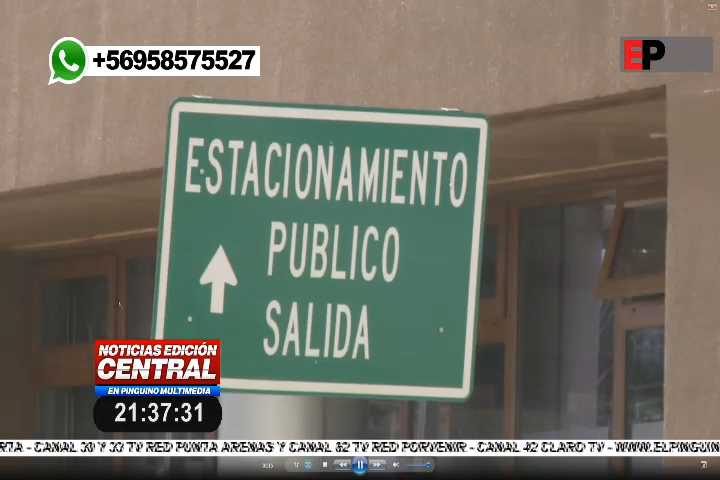 +56958575527
EP
ESTACIONAMIENTO
PUBLICO
SALIDA
NOTICIAS EDICIÓN
CENTRAL
EN PINGUINO MULTIMEDIA
21:37:31
RTA - CANAL 30 Y 33 TV RED PUNTA ARENAS Y CANAL 62 TV RED PORVENIR - CANAL 42 CLARO TV - WWW.ELPINGUIN